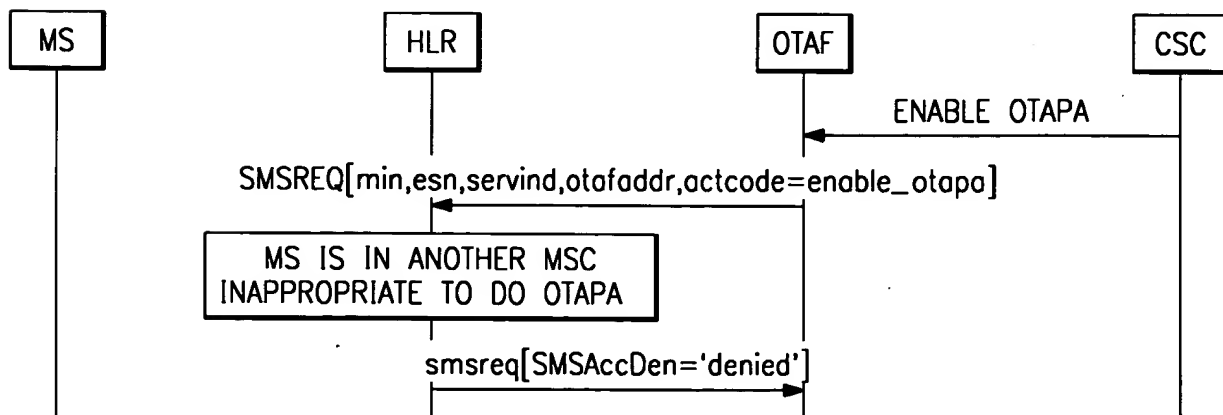 MS
HLR
OTAF
CSC
ENABLE OTAPA
SMSREQ[min,esn,servind,otafaddr,actcode=enable_otapa]
MS IS IN ANOTHER MSC
INAPPROPRIATE TO DO OTAPA
smsreq[SMSAccDen='denied']